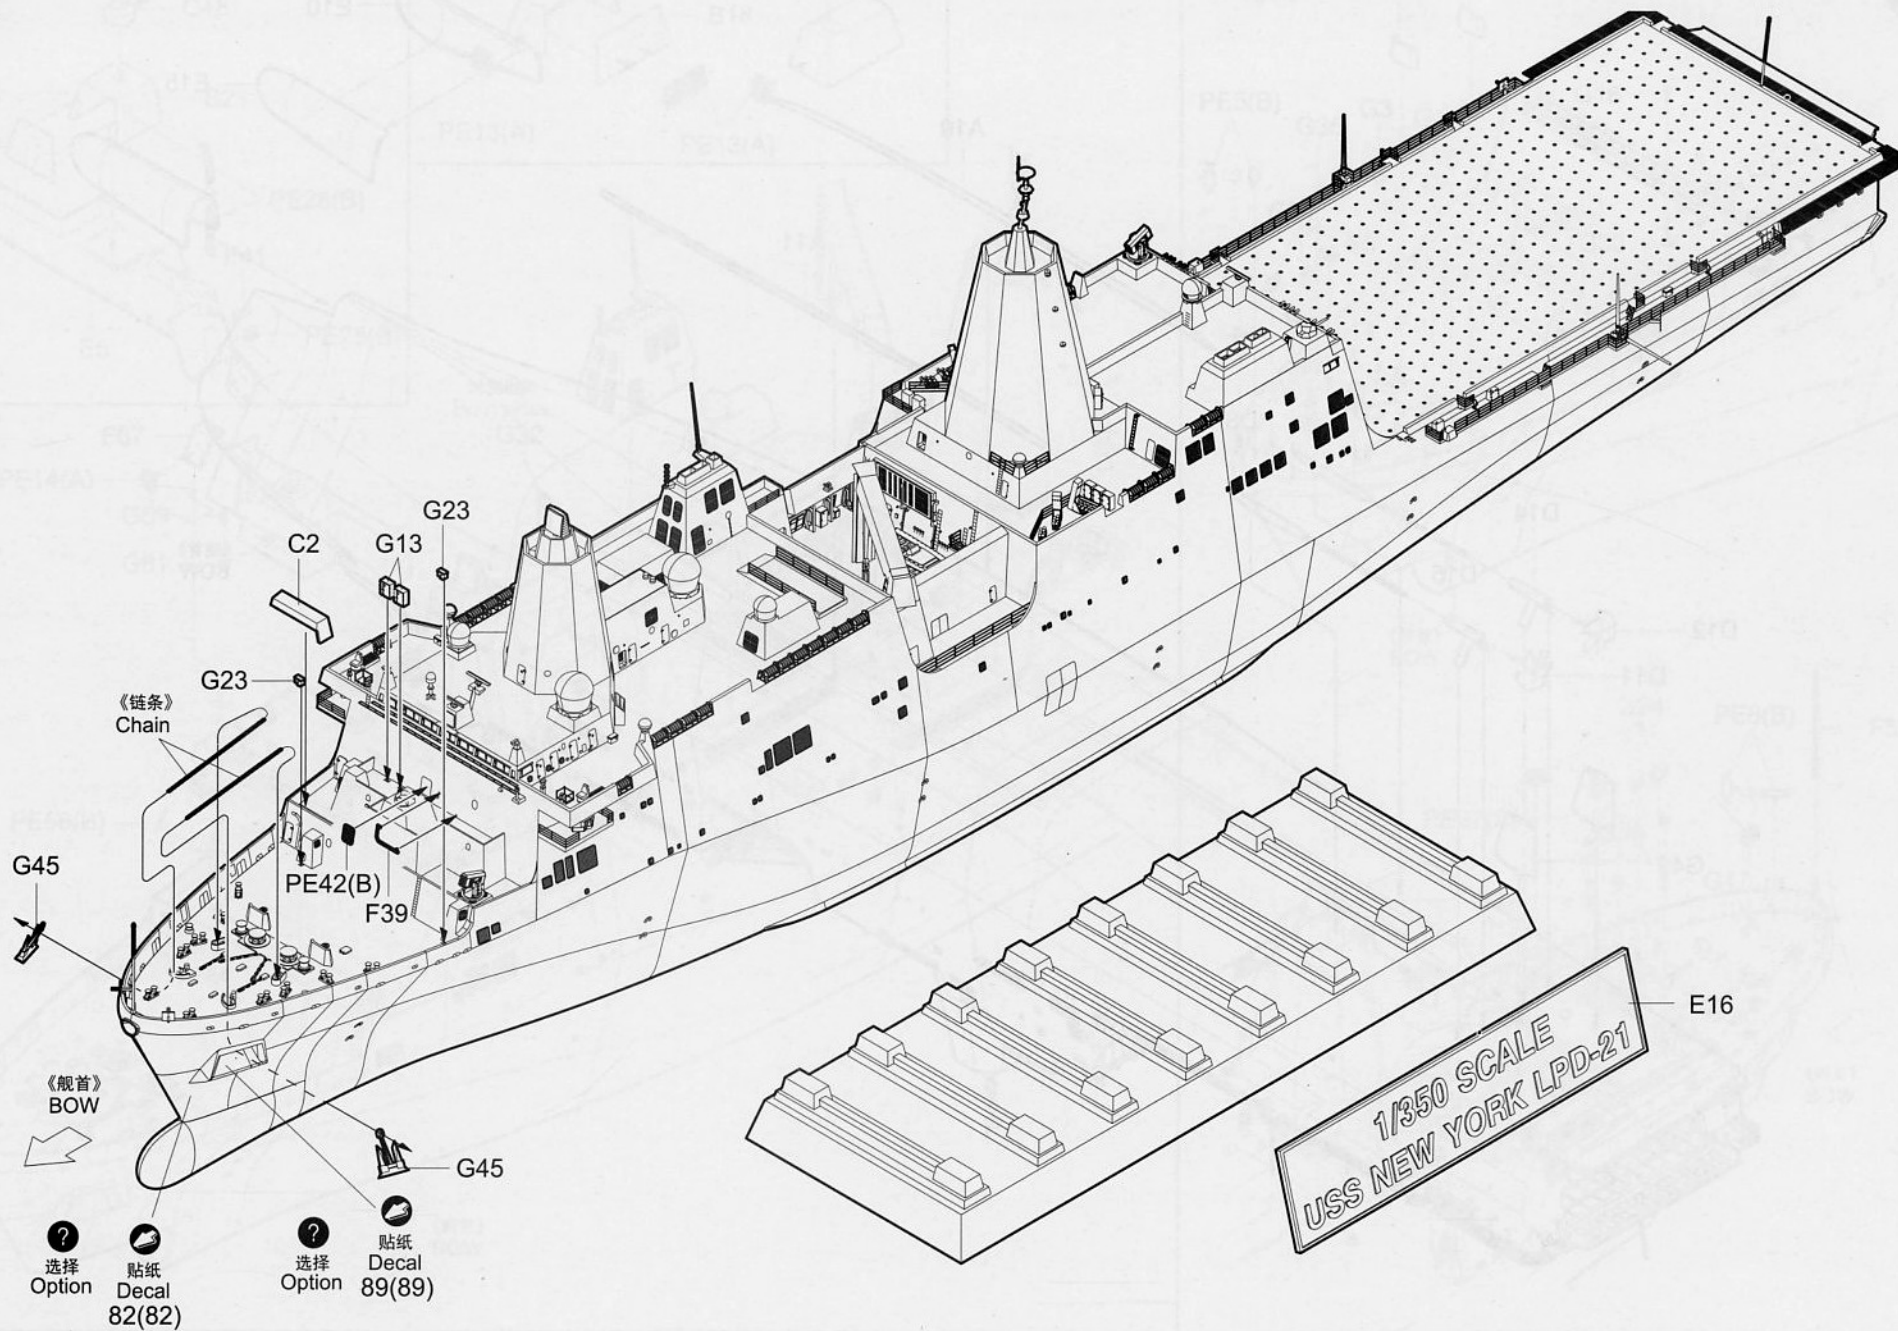 G23
C2
G13
G23
《链条》
Chain
G45
PE42(B)
F39
E16
1/350 SCALE
USS NEW YORK LPD-21
《舰首》
BOW
G45
?
选择
Option
贴纸
Decal
82(82)
?
选择
Option
贴纸
Decal
89(89)